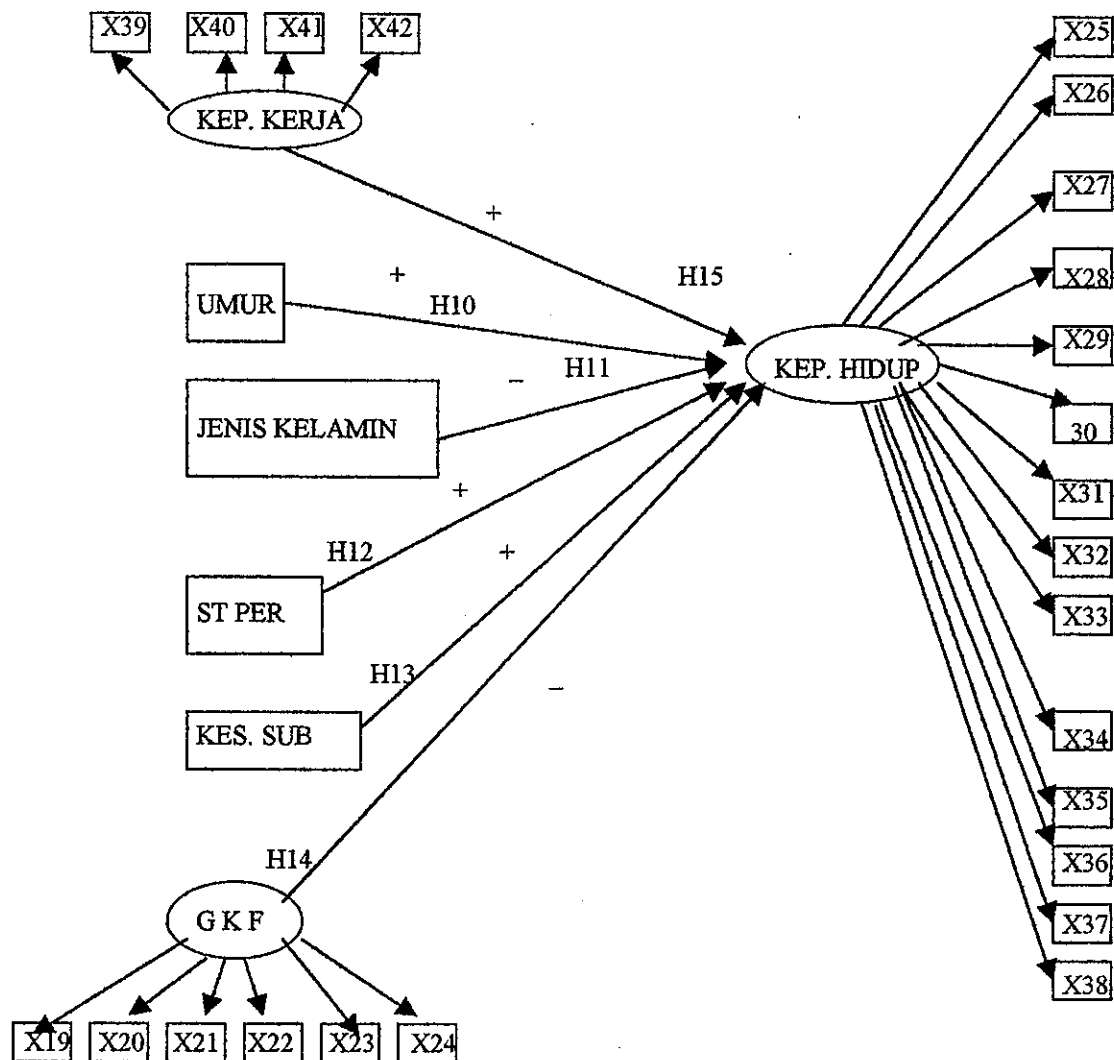 X39 X40 X41 X42
KEP. KERJA
X25
X26
X27
X28
X29
30
X31
X32
X33
X34
X35
X36
X37
X38
+
H15
+
UMUR
H10
−
H11
JENIS KELAMIN
KEP. HIDUP
+
H12
ST PER
+
H13
KES. SUB
−
H14
G K F
X19 X20 X21 X22 X23 X24